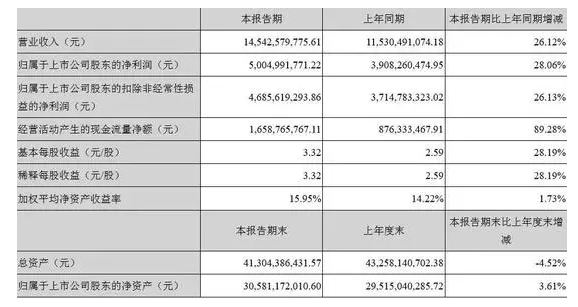 本报告期 上年同期 本报告期比上年同期增减
营业收入（元） 14,542,579,775.61 11,530,491,074.18 26.12%
归属于上市公司股东的净利润（元） 5,004,991,771.22 3,908,260,474.95 28.06%
归属于上市公司股东的扣除非经常性损
益的净利润（元） 4,685,619,293.86 3,714,783,323.02 26.13%
经营活动产生的现金流量净额（元） 1,658,765,767.11 876,333,467.91 89.28%
基本每股收益（元/股） 3.32 2.59 28.19%
稀释每股收益（元/股） 3.32 2.59 28.19%
加权平均净资产收益率 15.95% 14.22% 1.73%
本报告期末 上年度末 本报告期末比上年度末增
减
总资产（元） 41,304,386,431.57 43,258,140,702.38 -4.52%
归属于上市公司股东的净资产（元） 30,581,172,010.60 29,515,040,285.72 3.61%